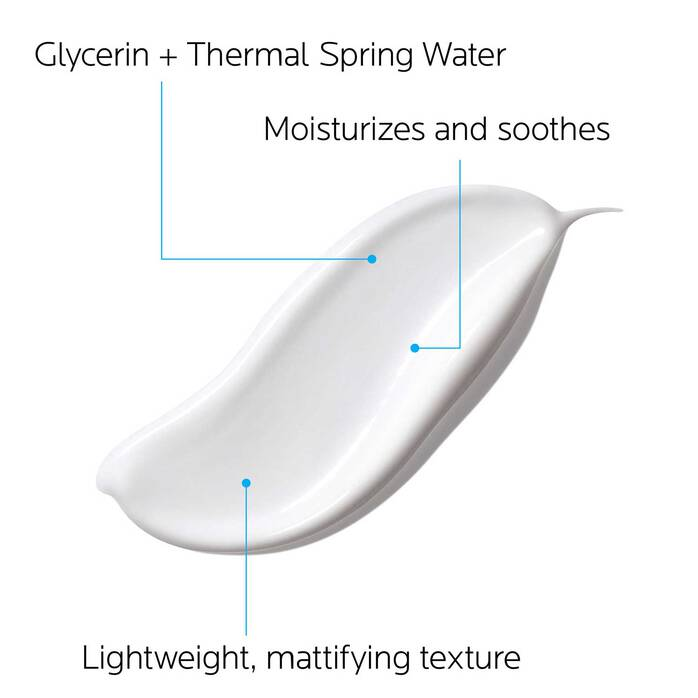 Glycerin + Thermal Spring Water
Moisturizes and soothes
Lightweight, mattifying texture